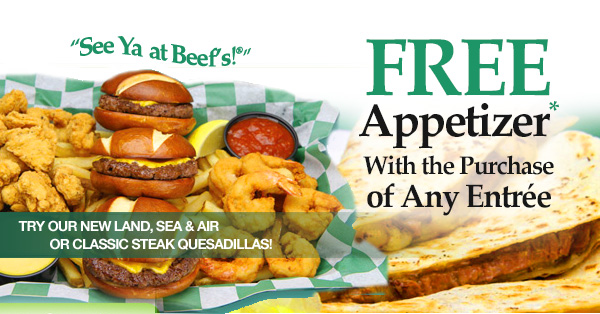 “See Ya at Beef's!®”
FREE
Appetizer*
With the Purchase
of Any Entrée
TRY OUR NEW LAND, SEA & AIR
OR CLASSIC STEAK QUESADILLAS!